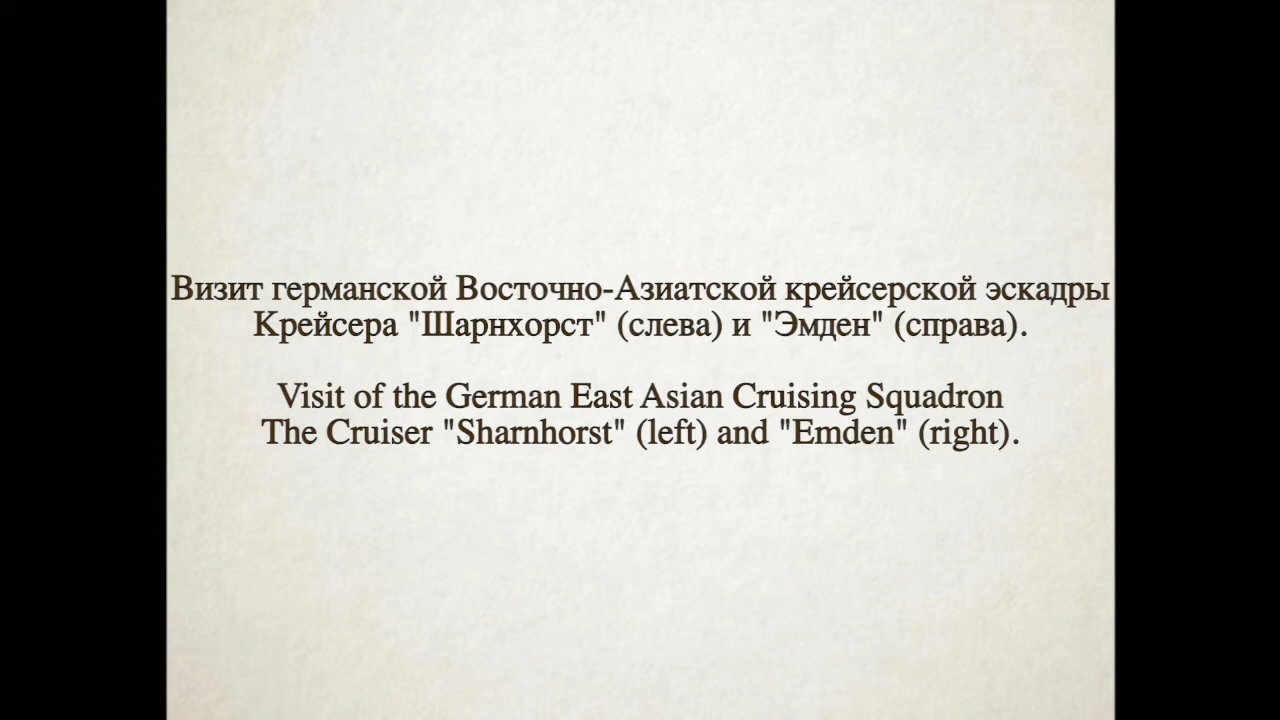 Визит германской Восточно-Азиатской крейсерской эскадры
Крейсера "Шарнхорст" (слева) и "Эмден" (справа).
Visit of the German East Asian Cruising Squadron
The Cruiser "Sharnhorst" (left) and "Emden" (right).